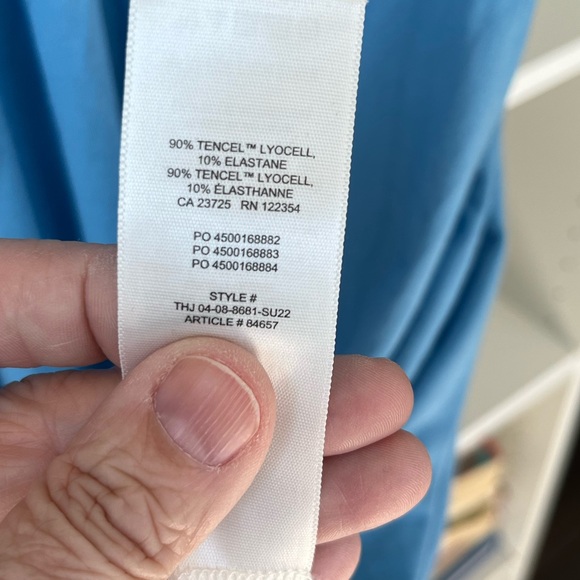 90% TENCEL™ LYOCELL,
10% ELASTANE
90% TENCEL™ LYOCELL,
10% ÉLASTHANNE
CA 23725 RN 122354
PO 4500168882
PO 4500168883
PO 4500168884
STYLE #
THJ 04-08-8681-SU22
ARTICLE # 84657